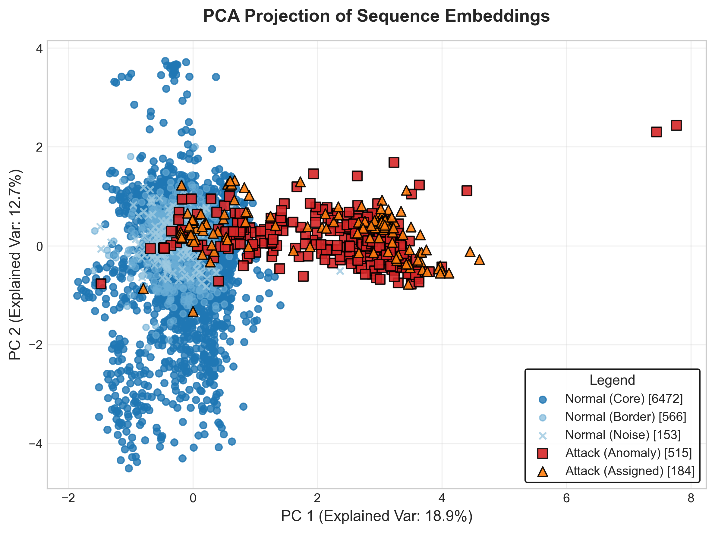 PCA Projection of Sequence Embeddings
4
2
0
−2
−4
PC 2 (Explained Var: 12.7%)
−2
0
2
4
6
8
PC 1 (Explained Var: 18.9%)
Legend
Normal (Core) [6472]
Normal (Border) [566]
Normal (Noise) [153]
Attack (Anomaly) [515]
Attack (Assigned) [184]